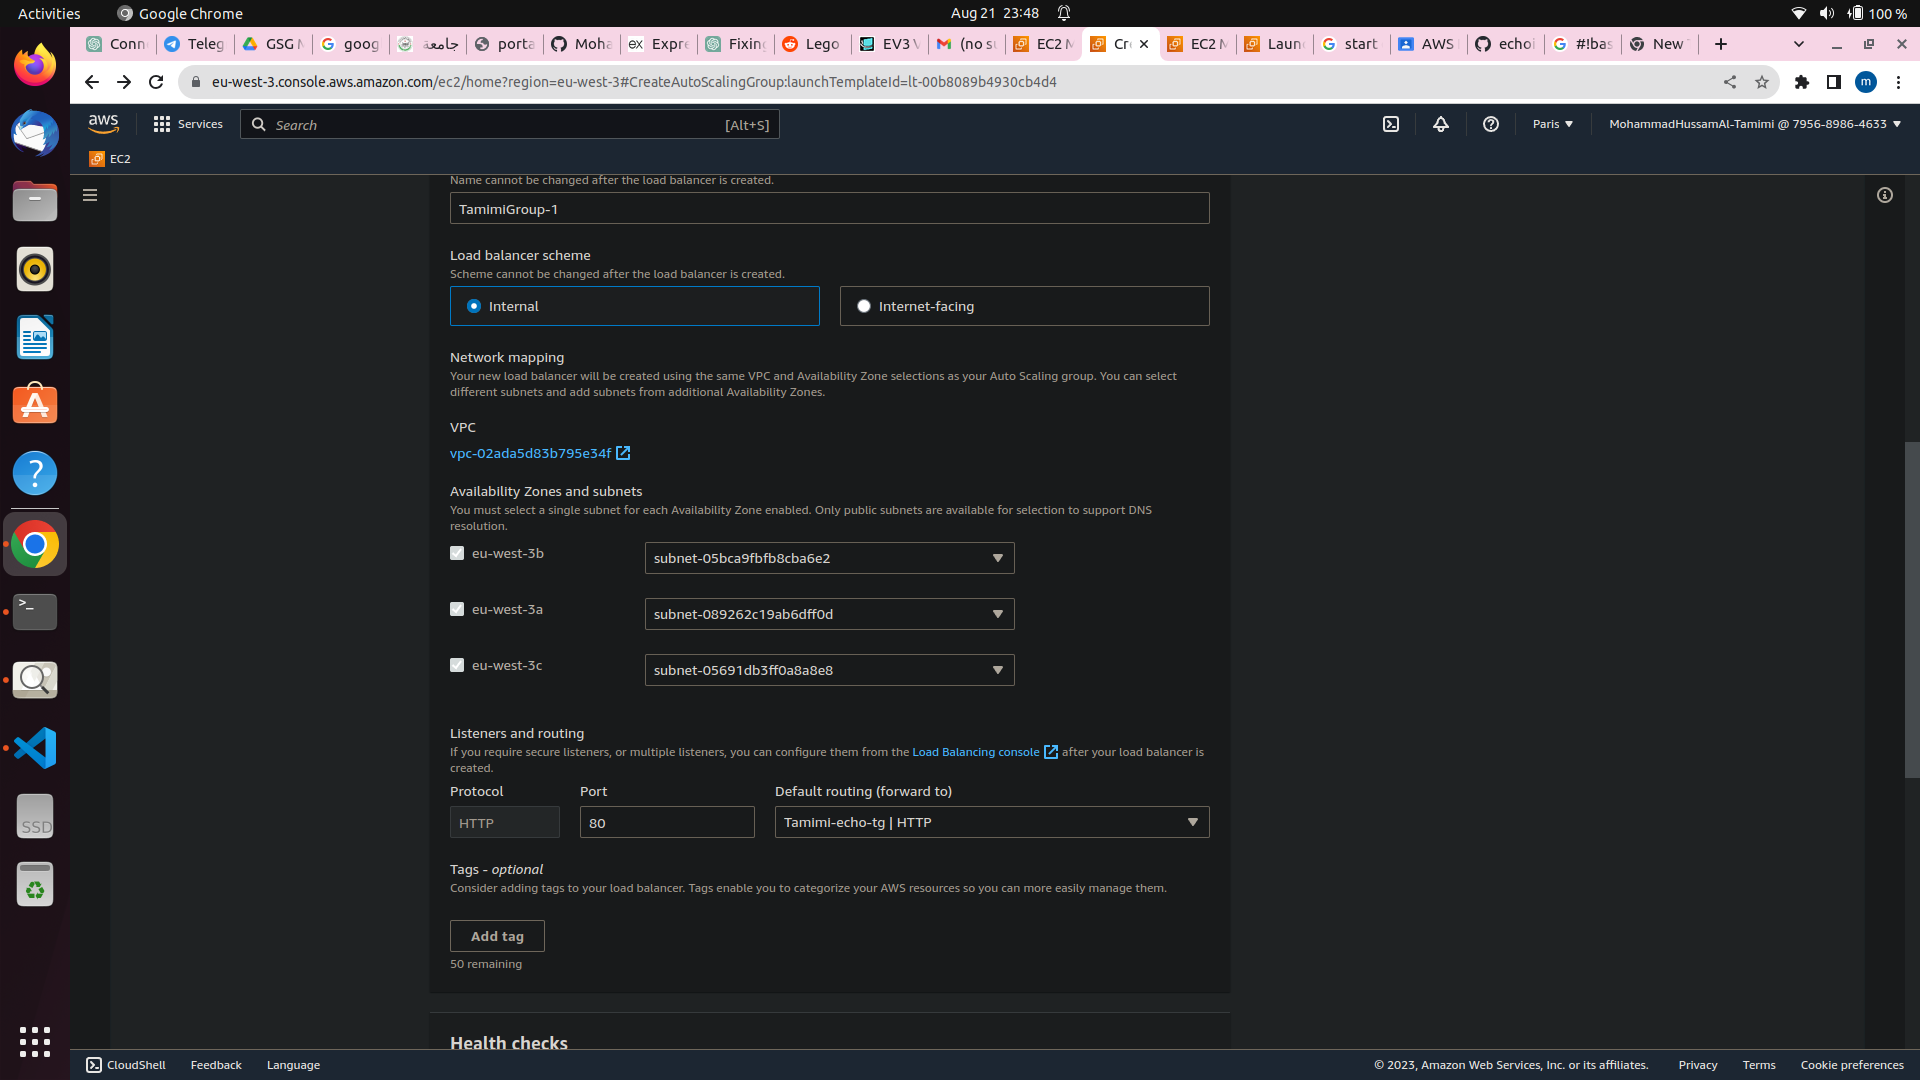 Activities
Google Chrome
Aug 21 23:48
100 %
Conn
Teleg
GSG M
goog
جامعة
porta
Moha
Expre
Fixing
Lego
EV3 V
(no su
EC2 M
Cre
EC2 M
Laun
start
AWS
echoi
#!bas
New T
eu-west-3.console.aws.amazon.com/ec2/home?region=eu-west-3#CreateAutoScalingGroup:launchTemplateId=lt-00b8089b4930cb4d4
m
aws
Services
Search
[Alt+S]
Paris
MohammadHussamAl-Tamimi @ 7956-8986-4633
EC2
Name cannot be changed after the load balancer is created.
TamimiGroup-1
Load balancer scheme
Scheme cannot be changed after the load balancer is created.
Internal
Internet-facing
Network mapping
Your new load balancer will be created using the same VPC and Availability Zone selections as your Auto Scaling group. You can select
different subnets and add subnets from additional Availability Zones.
VPC
vpc-02ada5d83b795e34f
Availability Zones and subnets
You must select a single subnet for each Availability Zone enabled. Only public subnets are available for selection to support DNS
resolution.
eu-west-3b
subnet-05bca9fbfb8cba6e2
eu-west-3a
subnet-089262c19ab6dff0d
eu-west-3c
subnet-05691db3ff0a8a8e8
Listeners and routing
If you require secure listeners, or multiple listeners, you can configure them from the Load Balancing console after your load balancer is
created.
Protocol
Port
Default routing (forward to)
HTTP
80
Tamimi-echo-tg | HTTP
Tags - optional
Consider adding tags to your load balancer. Tags enable you to categorize your AWS resources so you can more easily manage them.
Add tag
50 remaining
Health checks
SSD
CloudShell
Feedback
Language
© 2023, Amazon Web Services, Inc. or its affiliates.
Privacy
Terms
Cookie preferences